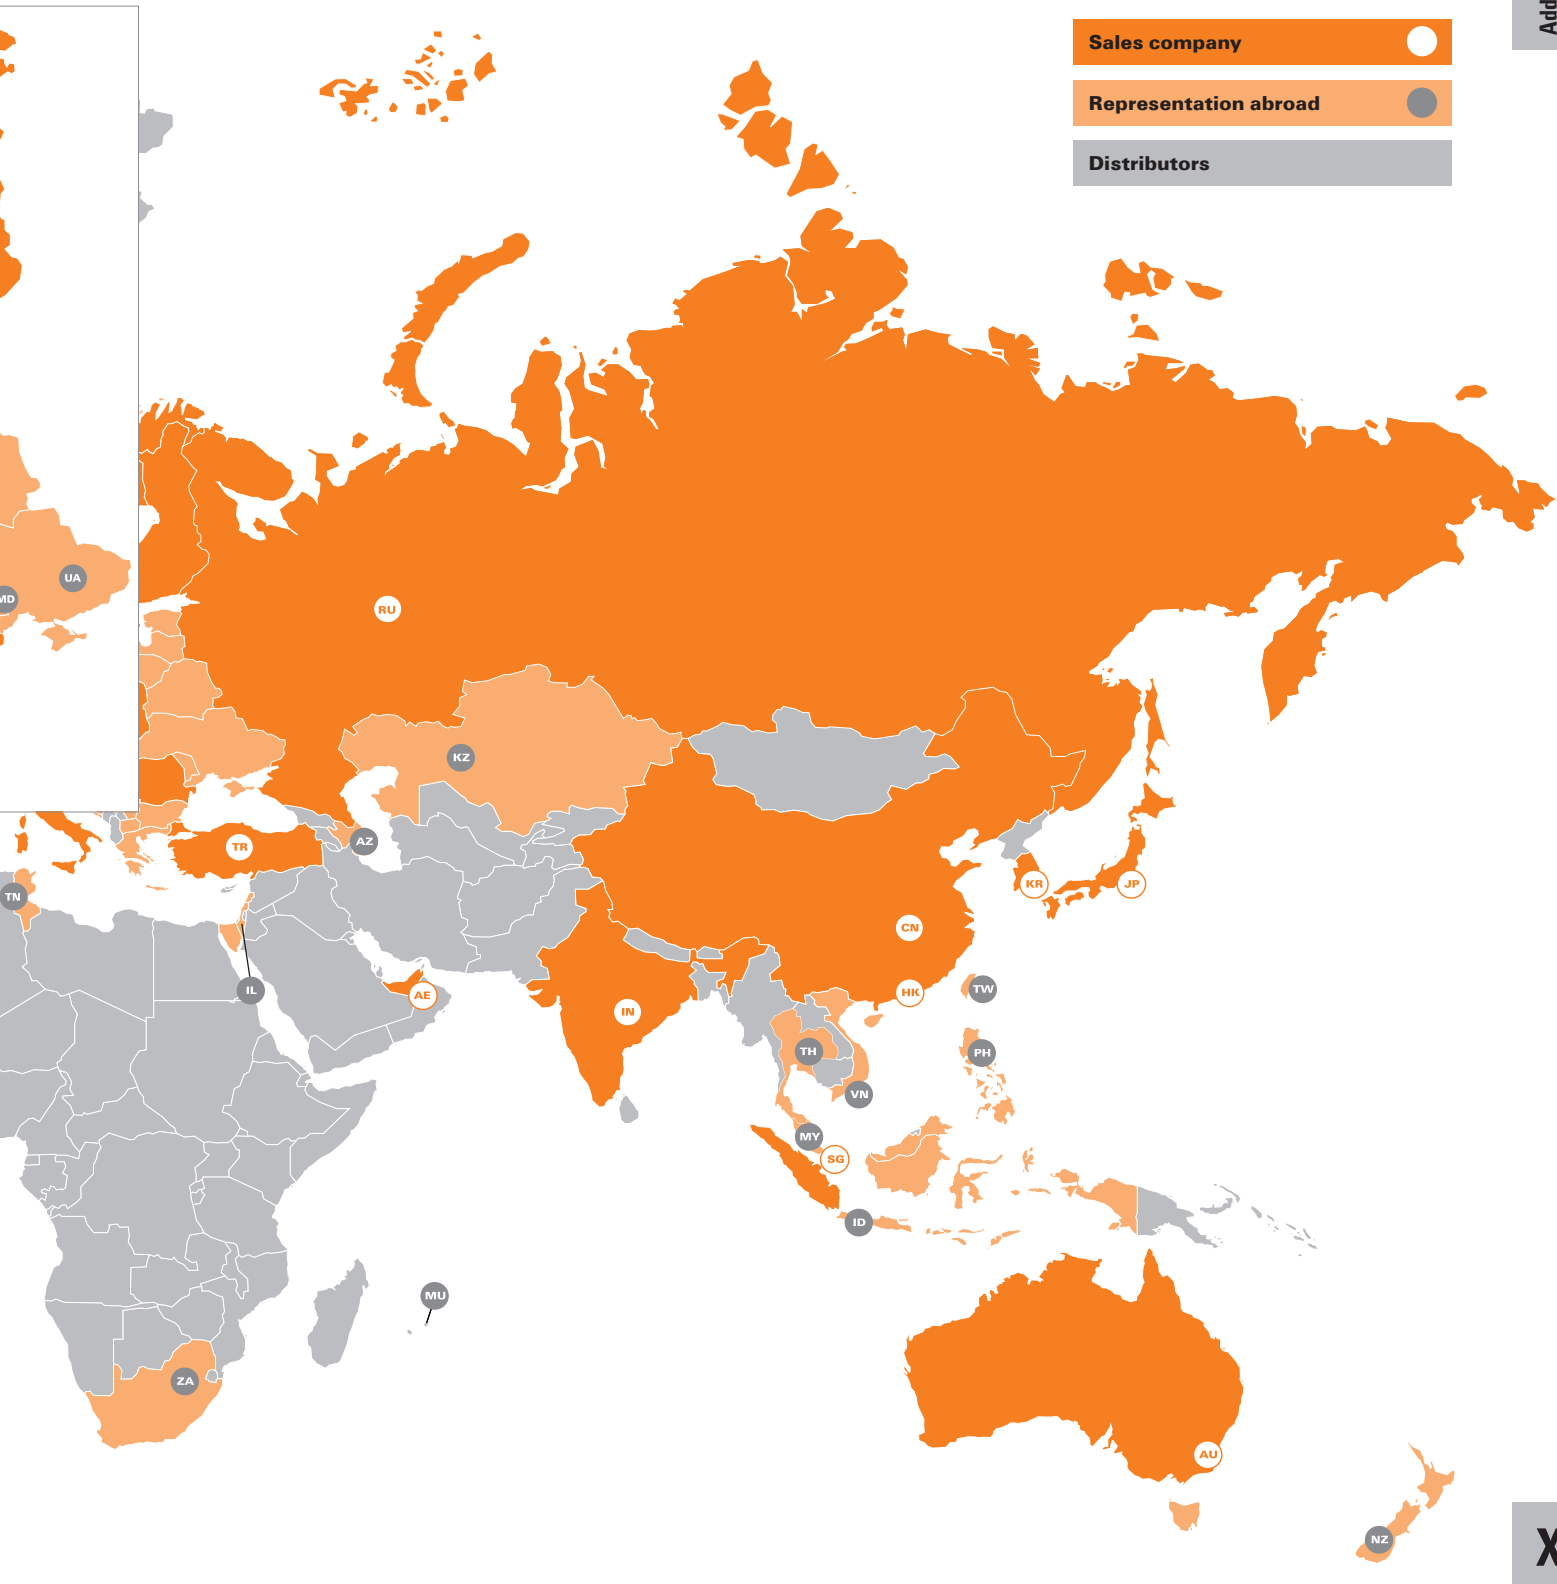 Add
Sales company
Representation abroad
Distributors
UA
MD
RU
KZ
AZ
TR
TN
KR
JP
CN
IL
AE
HK
TW
IN
TH
PH
VN
MY
SG
ID
MU
ZA
AU
NZ
X